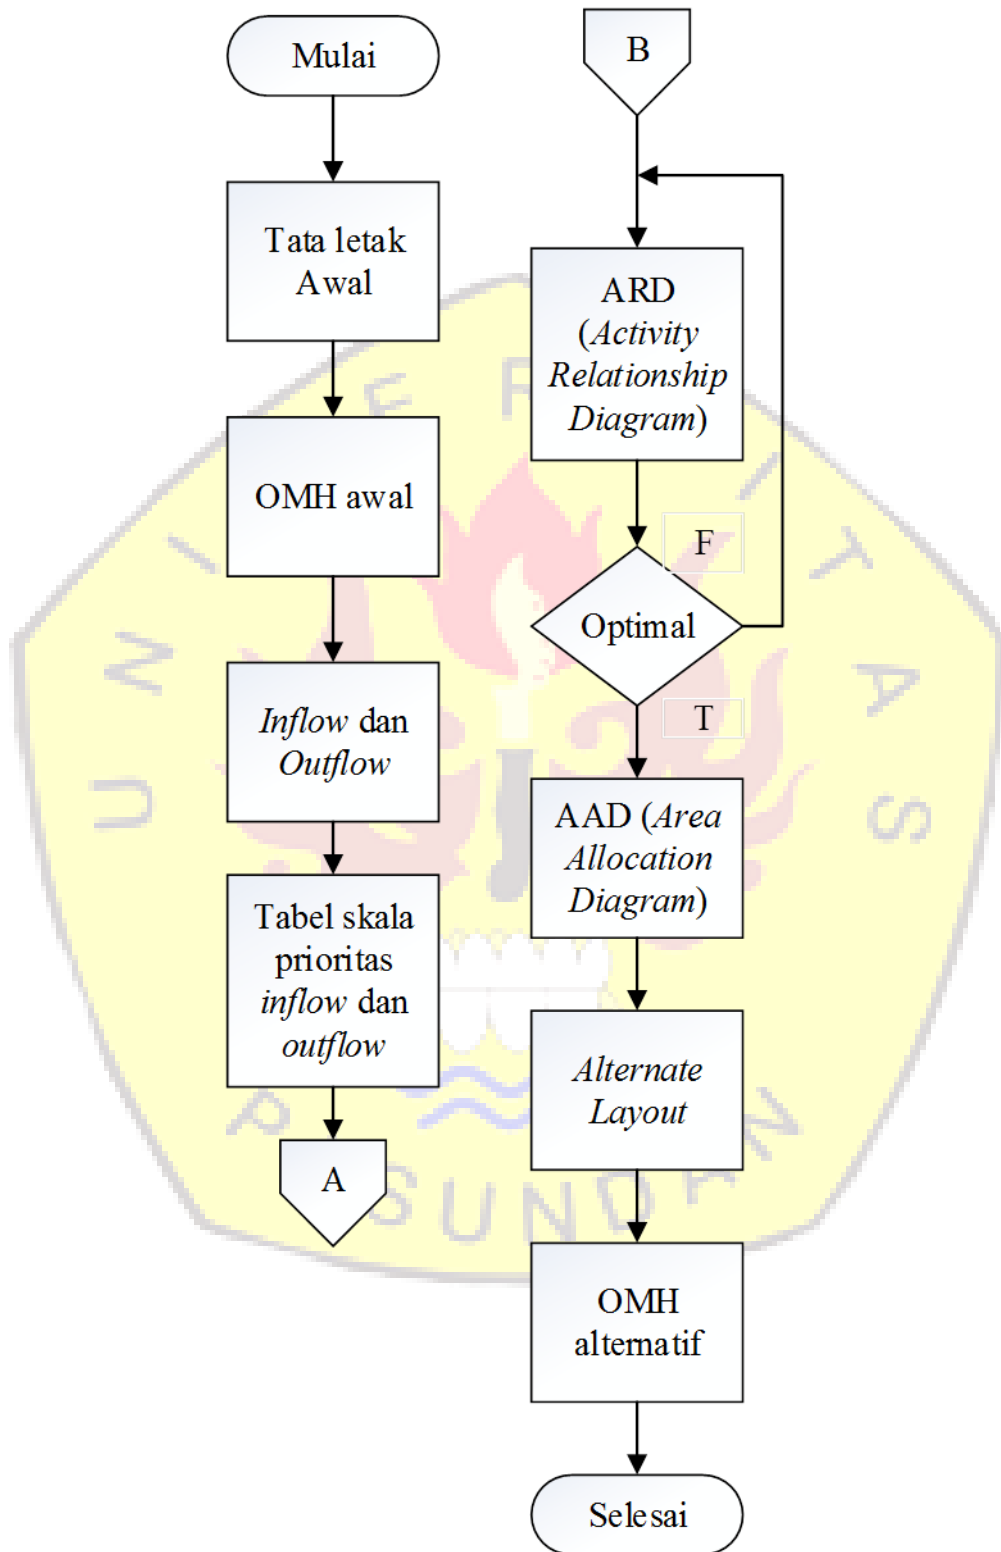 Mulai
Tata letak
Awal
OMH awal
Inflow dan
Outflow
Tabel skala
prioritas
inflow dan
outflow
A
B
ARD
(Activity
Relationship
Diagram)
F
Optimal
T
AAD (Area
Allocation
Diagram)
Alternate
Layout
OMH
alternatif
Selesai